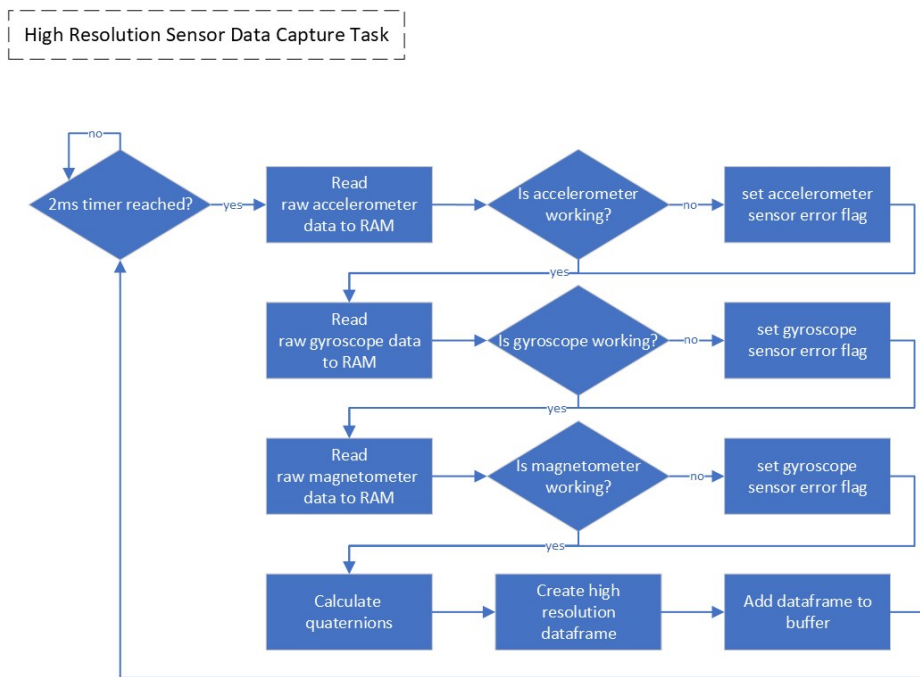 High Resolution Sensor Data Capture Task
no
2ms timer reached?
yes
Read
raw accelerometer
data to RAM
Is accelerometer
working?
no
set accelerometer
sensor error flag
yes
Read
raw gyroscope data
to RAM
Is gyroscope working?
no
set gyroscope
sensor error flag
yes
Read
raw magnetometer
data to RAM
Is magnetometer
working?
no
set gyroscope
sensor error flag
yes
Calculate
quaternions
Create high
resolution
dataframe
Add dataframe to
buffer